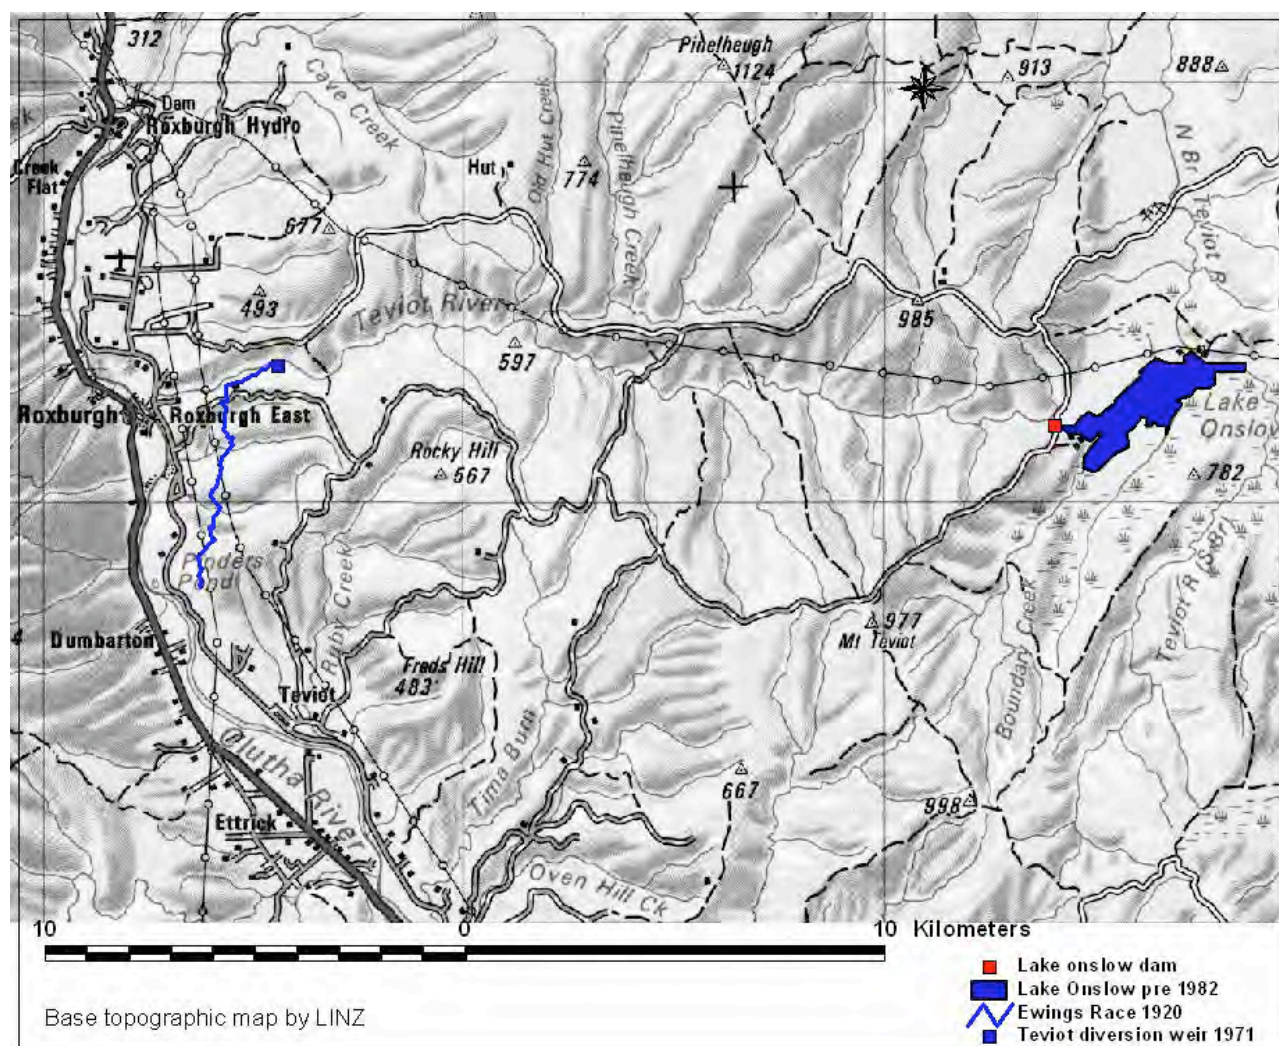 312
Pinelheugh
1124
913
888
Dam
Roxburgh Hydro
Cave Creek
Creek
Flat
Hut
Old Hut Creek
774
Pinelheugh Creek
N Br
Teviot R
677
493
Teviot River
985
597
Roxburgh
Roxburgh East
Lake
Onslow
Rocky Hill
567
782
Pinders
Pond
Ruby Creek
Teviot R (S Br)
Dumbarton
4
977
Mt Teviot
Boundary Creek
Freds Hill
483
Teviot
Clutha River
Tima Burn
667
998
Ettrick
Oven Hill Ck
10 0 10 Kilometers
Lake onslow dam
Lake Onslow pre 1982
Ewings Race 1920
Teviot diversion weir 1971
Base topographic map by LINZ